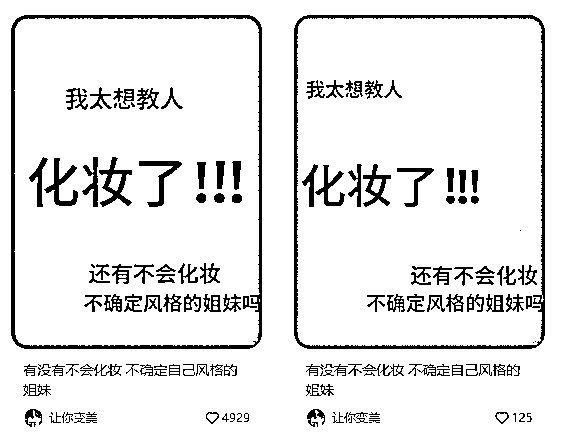 我太想教人
化妆了!!!
还有不会化妆
不确定风格的姐妹吗
有没有不会化妆 不确定自己风格的
姐妹
让你变美
4929
我太想教人
化妆了!!!
还有不会化妆
不确定风格的姐妹吗
有没有不会化妆 不确定自己风格的
姐妹
让你变美
125